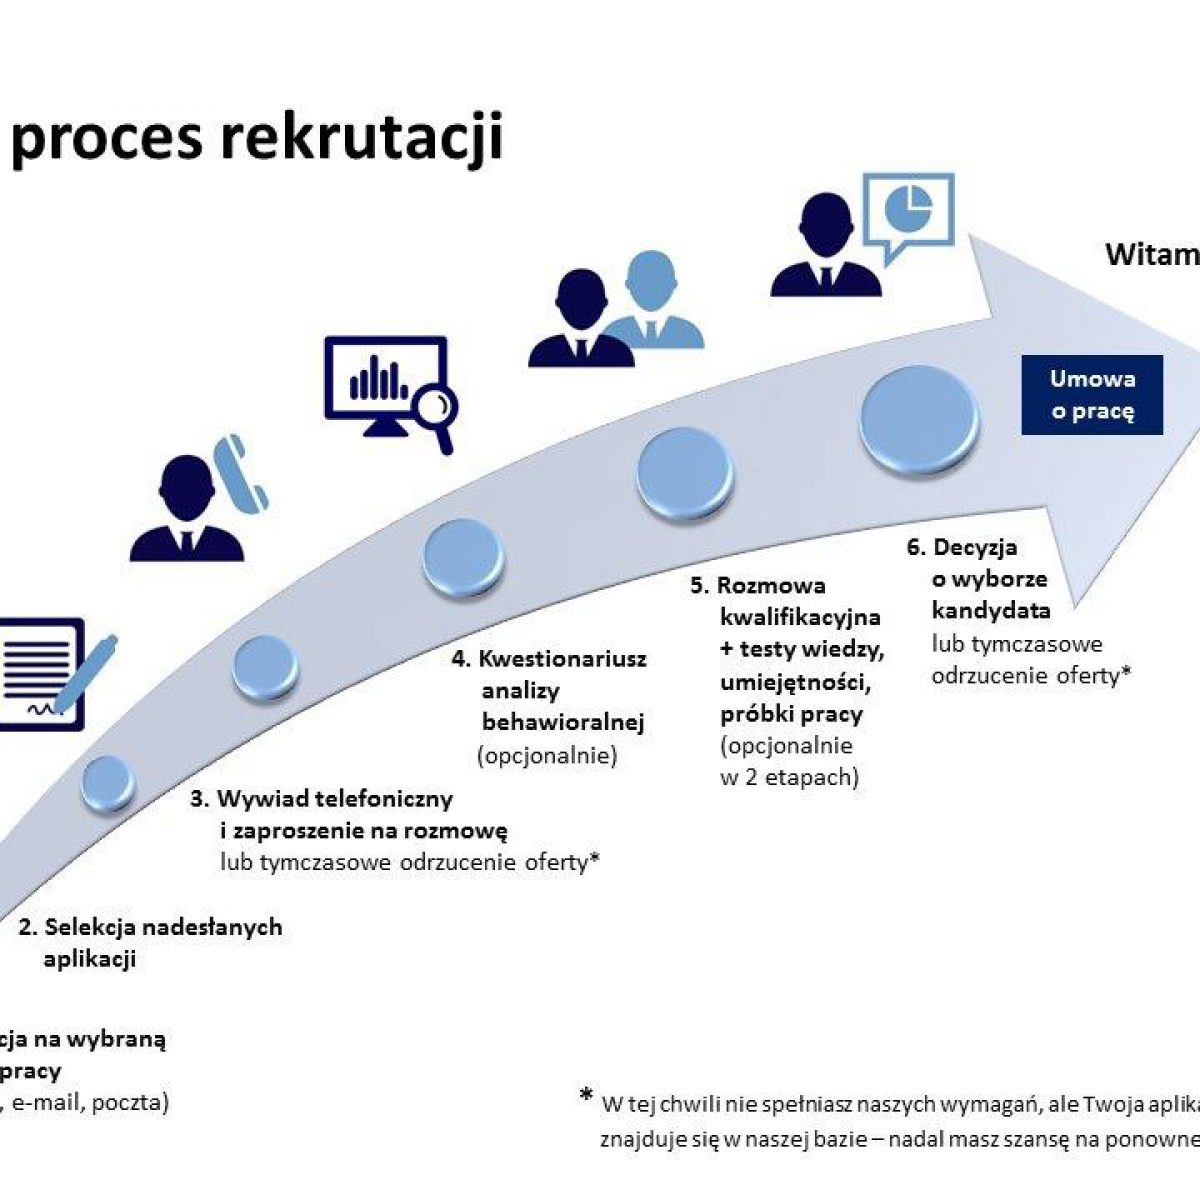 proces rekrutacji
Witam
Umowa
o pracę
6. Decyzja
o wyborze
kandydata
lub tymczasowe
odrzucenie oferty*
5. Rozmowa
kwalifikacyjna
+ testy wiedzy,
umiejętności,
próbki pracy
(opcjonalnie
w 2 etapach)
4. Kwestionariusz
analizy
behawioralnej
(opcjonalnie)
3. Wywiad telefoniczny
i zaproszenie na rozmowę
lub tymczasowe odrzucenie oferty*
2. Selekcja nadesłanych
aplikacji
cja na wybraną
pracy
, e-mail, poczta)
* W tej chwili nie spełniasz naszych wymagań, ale Twoja aplika
znajduje się w naszej bazie – nadal masz szansę na ponowne